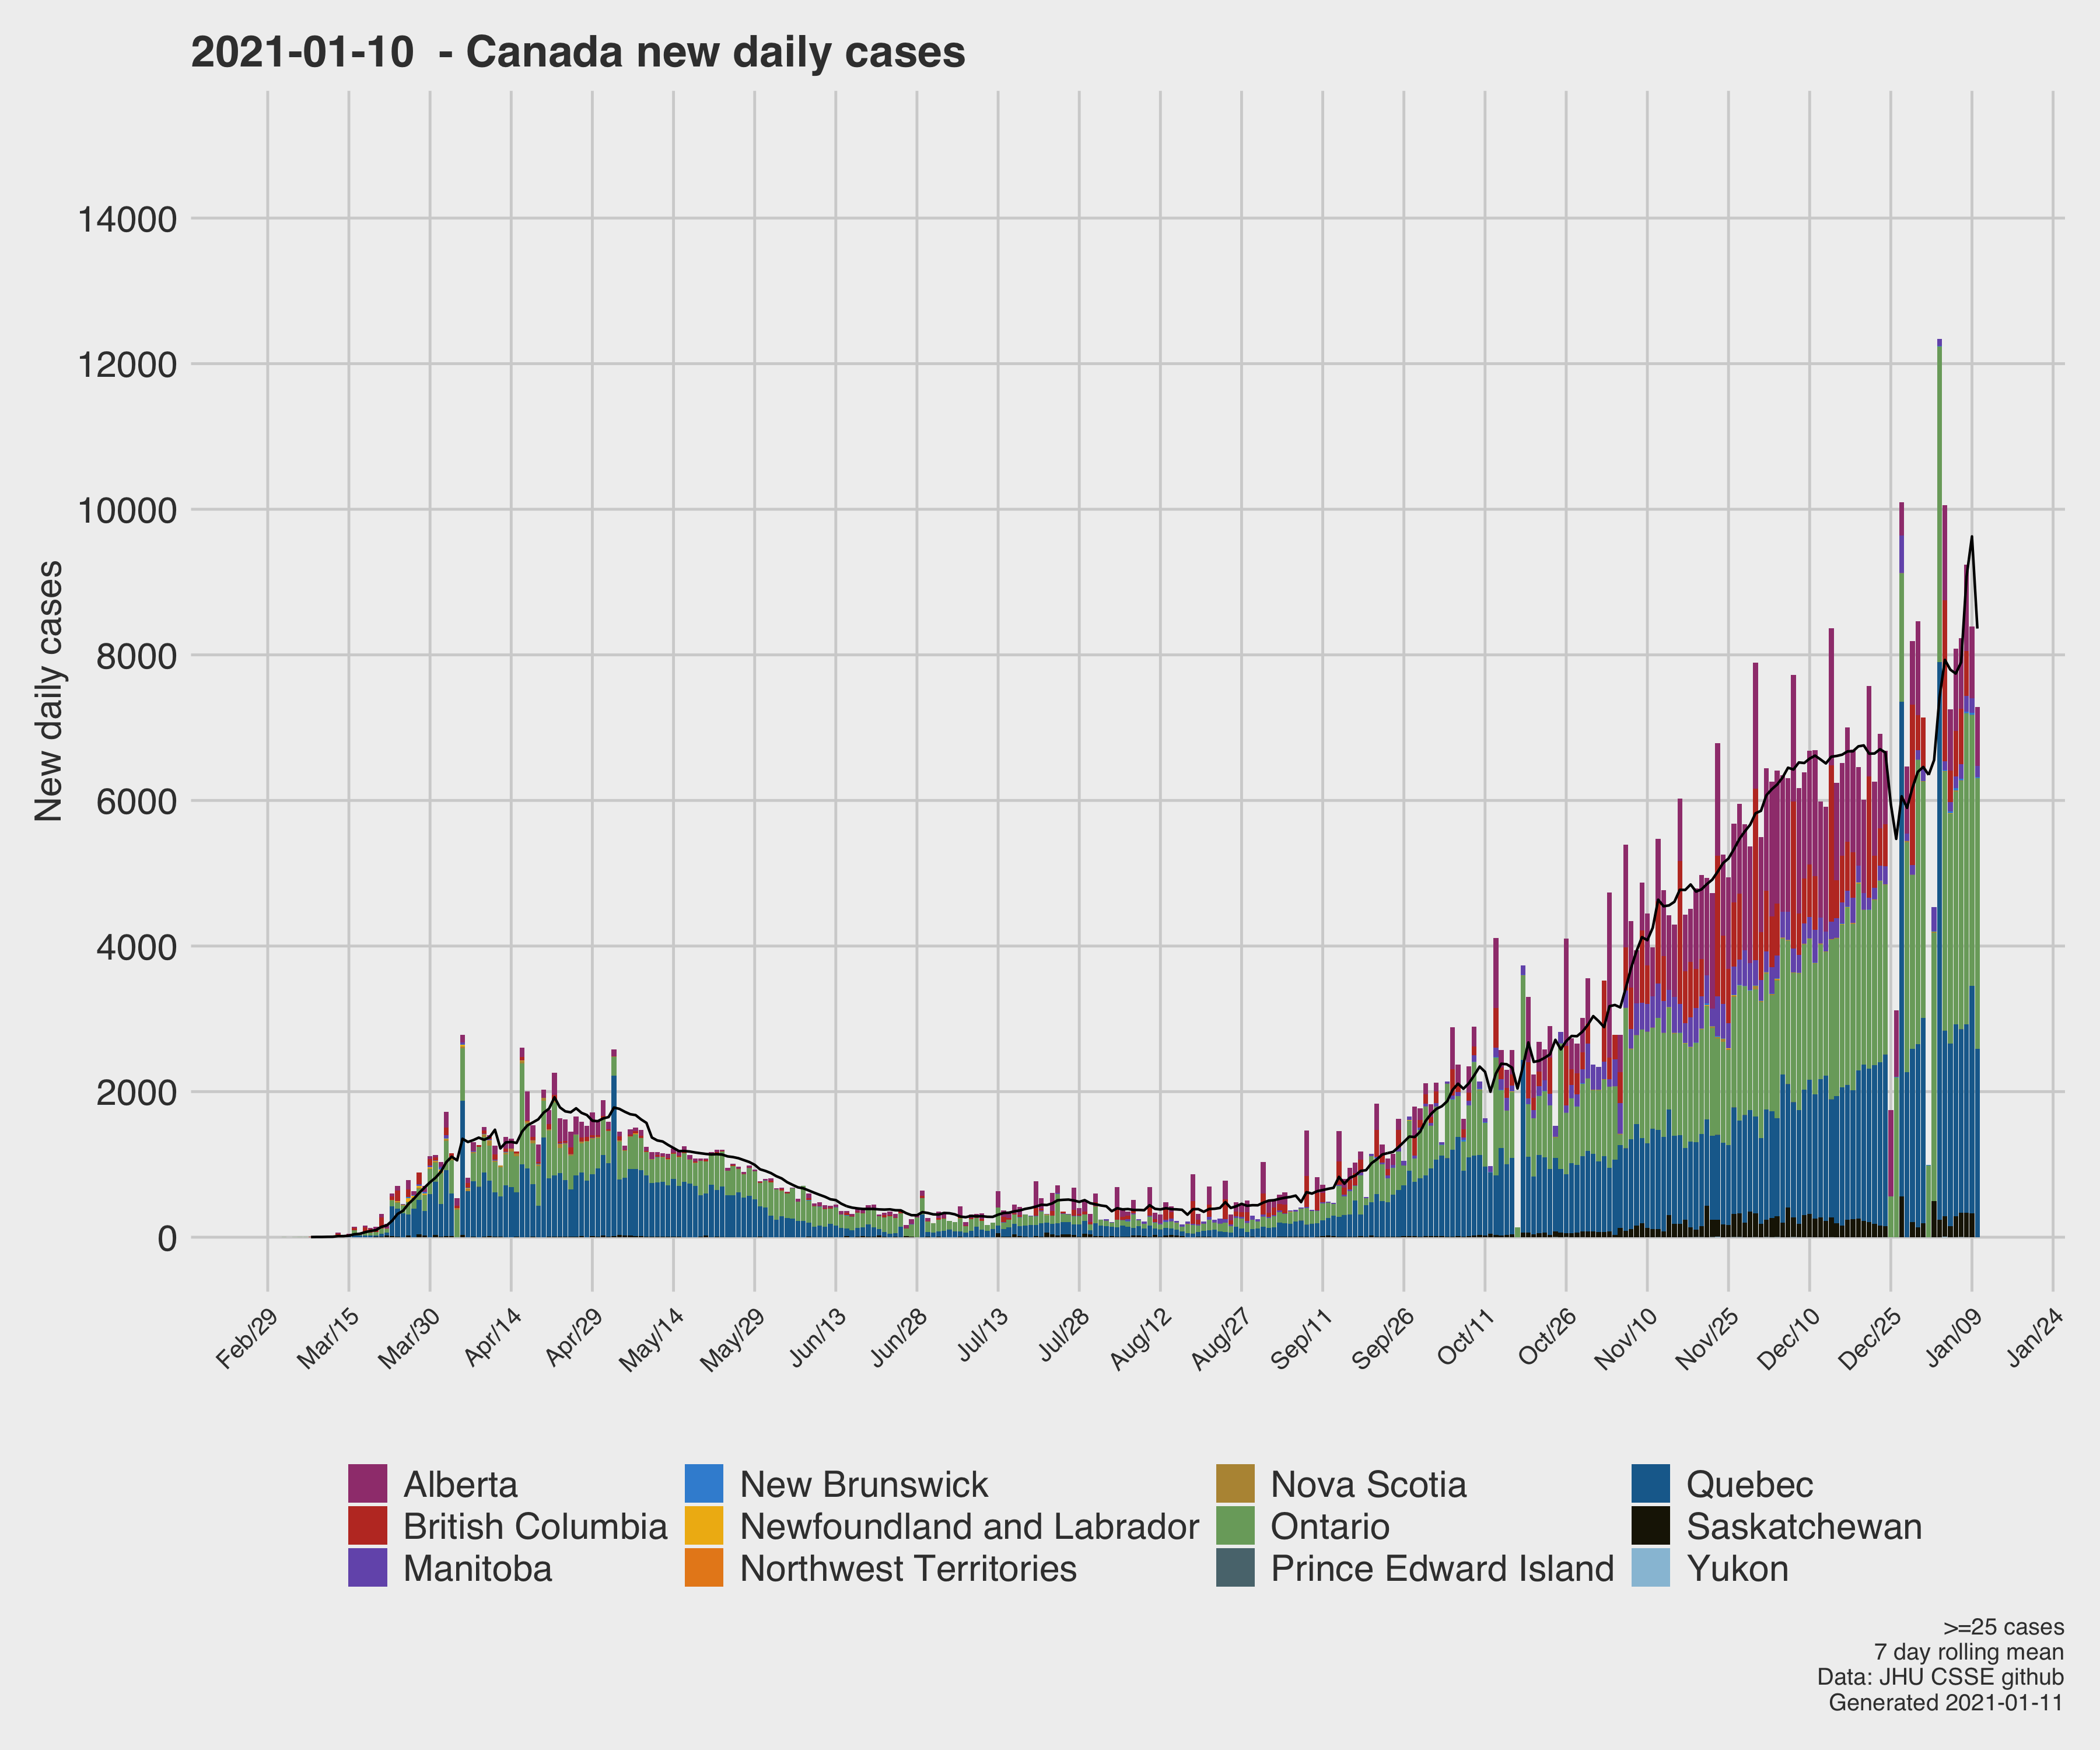 2021-01-10 - Canada new daily cases
New daily cases
14000
12000
10000
8000
6000
4000
2000
0
Feb/29 Mar/15 Mar/30 Apr/14 Apr/29 May/14 May/29 Jun/13 Jun/28 Jul/13 Jul/28 Aug/12 Aug/27 Sep/11 Sep/26 Oct/11 Oct/26 Nov/10 Nov/25 Dec/10 Dec/25 Jan/09 Jan/24
Alberta New Brunswick Nova Scotia Quebec
British Columbia Newfoundland and Labrador Ontario Saskatchewan
Manitoba Northwest Territories Prince Edward Island Yukon
>=25 cases
7 day rolling mean
Data: JHU CSSE github
Generated 2021-01-11